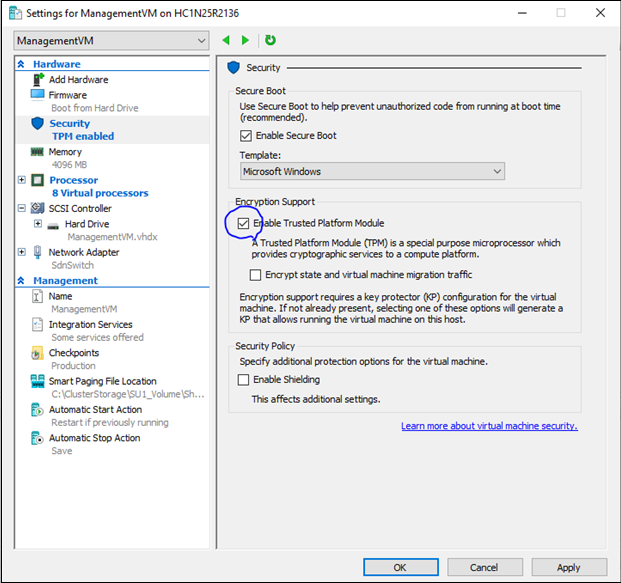 Settings for ManagementVM on HC1N25R2136
ManagementVM
Hardware
Add Hardware
Firmware
Boot from Hard Drive
Security
TPM enabled
Memory
4096 MB
Processor
8 Virtual processors
SCSI Controller
Hard Drive
ManagementVM.vhdx
Network Adapter
SdnSwitch
Management
Name
ManagementVM
Integration Services
Some services offered
Checkpoints
Production
Smart Paging File Location
C:\ClusterStorage\SU1_Volume\Sh...
Automatic Start Action
Restart if previously running
Automatic Stop Action
Save
Security
Secure Boot
Use Secure Boot to help prevent unauthorized code from running at boot time
(recommended).
Enable Secure Boot
Template:
Microsoft Windows
Encryption Support
Enable Trusted Platform Module
A Trusted Platform Module (TPM) is a special purpose microprocessor which
provides cryptographic services to a compute platform.
Encrypt state and virtual machine migration traffic
Encryption support requires a key protector (KP) configuration for the virtual
machine. If not already present, selecting one of these options will generate a
KP that allows running the virtual machine on this host.
Security Policy
Specify additional protection options for the virtual machine.
Enable Shielding
This affects additional settings.
Learn more about virtual machine security.
OK
Cancel
Apply